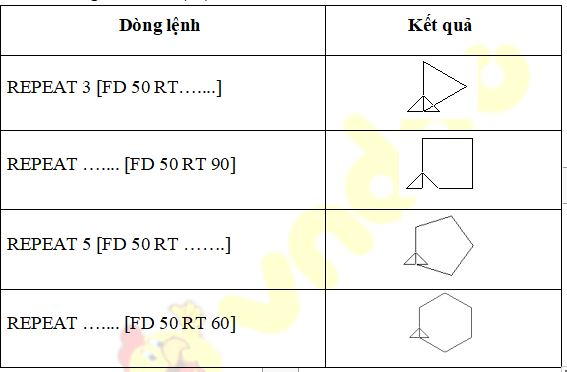 Dòng lệnh
Kết quả
REPEAT 3 [FD 50 RT…....]
REPEAT ….... [FD 50 RT 90]
REPEAT 5 [FD 50 RT …….]
REPEAT ….... [FD 50 RT 60]